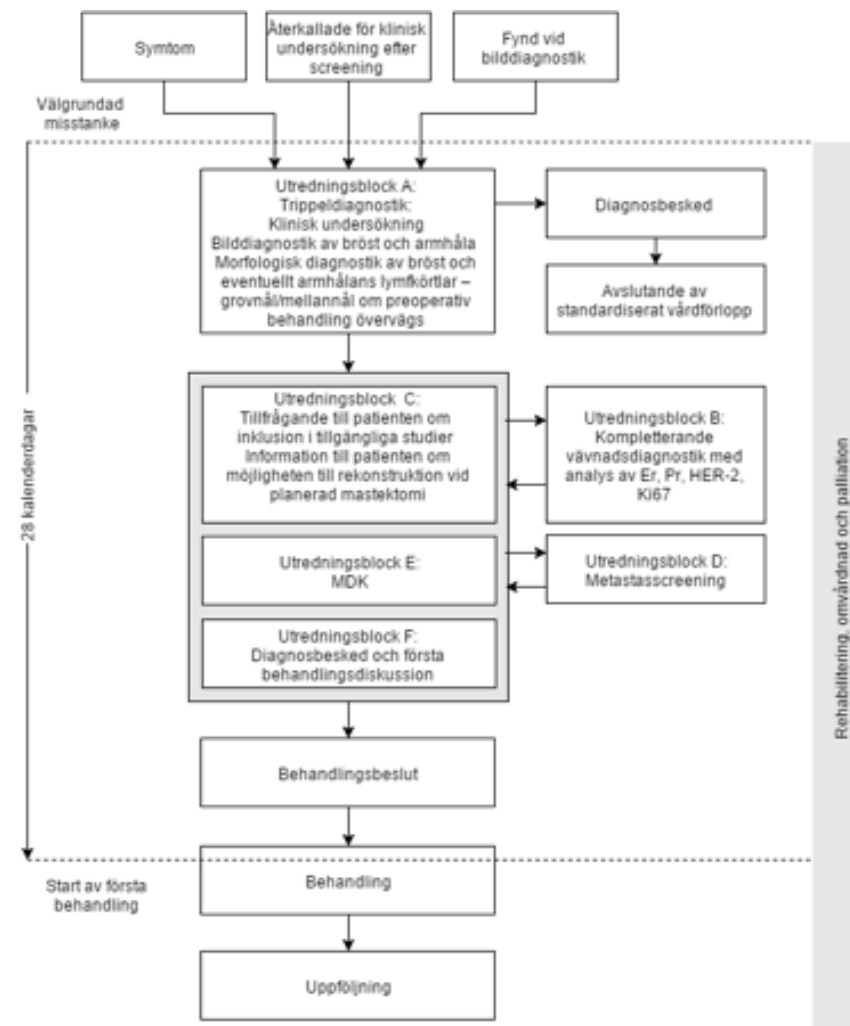 Symtom
Återkallade för klinisk
undersökning efter
screening
Fynd vid
bilddiagnostik
Välgrundad
misstanke
Utredningsblock A:
Trippeldiagnostik:
Klinisk undersökning
Bilddiagnostik av bröst och armhåla
Morfologisk diagnostik av bröst och
eventuellt armhålans lymfkörtlar –
grovnål/mellannål om preoperativ
behandling övervägs
Diagnosbesked
Avslutande av
standardiserat vårdförlopp
28 kalenderdagar
Utredningsblock C:
Tillfrågande till patienten om
inklusion i tillgängliga studier
Information till patienten om
möjligheten till rekonstruktion vid
planerad mastektomi
Utredningsblock B:
Kompletterande
vävnadsdiagnostik med
analys av Er, Pr, HER-2,
Ki67
Utredningsblock E:
MDK
Utredningsblock D:
Metastasscreening
Utredningsblock F:
Diagnosbesked och första
behandlingsdiskussion
Behandlingsbeslut
Start av första
behandling
Behandling
Uppföljning
Rehabilitering, omvårdnad och palliation